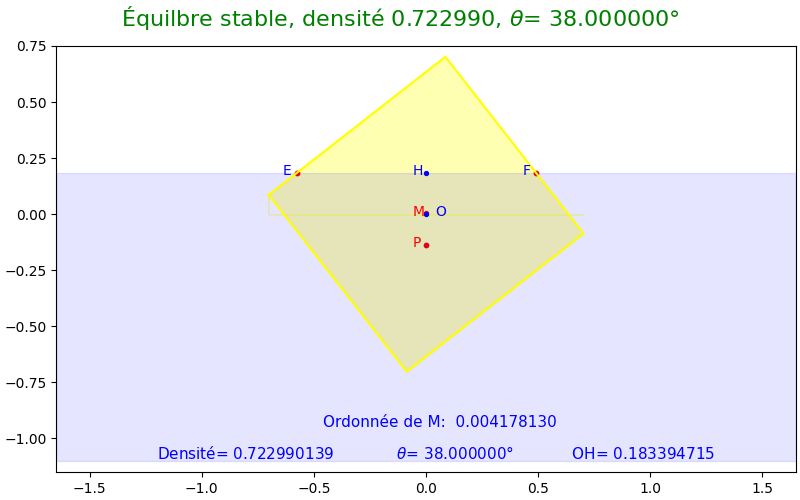 Équilbre stable, densité 0.722990, θ= 38.000000°
0.75
0.50
0.25
0.00
−0.25
−0.50
−0.75
−1.00
E
H
F
M
O
P
Ordonnée de M:  0.004178130
Densité= 0.722990139 θ= 38.000000° OH= 0.183394715
−1.5 −1.0 −0.5 0.0 0.5 1.0 1.5